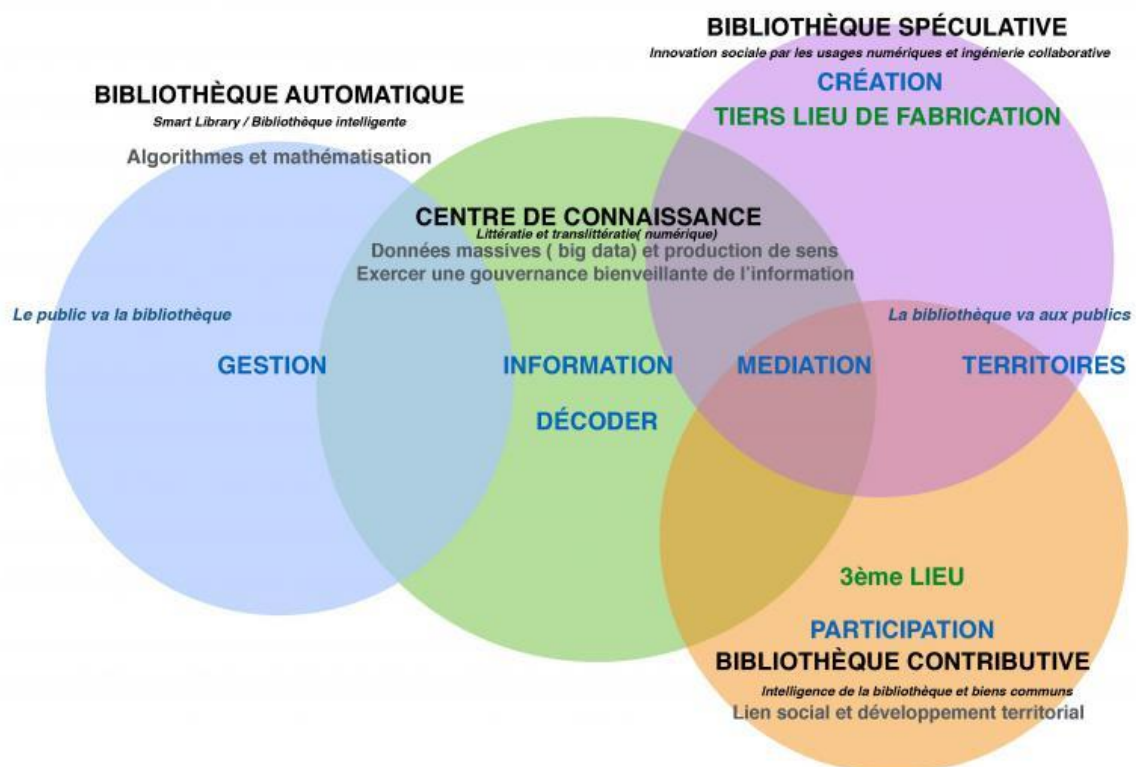 BIBLIOTHÈQUE SPÉCULATIVE
Innovation sociale par les usages numériques et ingénierie collaborative
CRÉATION
TIERS LIEU DE FABRICATION
BIBLIOTHÈQUE AUTOMATIQUE
Smart Library / Bibliothèque intelligente
Algorithmes et mathématisation
CENTRE DE CONNAISSANCE
Littératie et translittératie( numérique)
Données massives ( big data) et production de sens
Exercer une gouvernance bienveillante de l'information
Le public va la bibliothèque
La bibliothèque va aux publics
GESTION
INFORMATION
MEDIATION
TERRITOIRES
DÉCODER
3ème LIEU
PARTICIPATION
BIBLIOTHÈQUE CONTRIBUTIVE
Intelligence de la bibliothèque et biens communs
Lien social et développement territorial